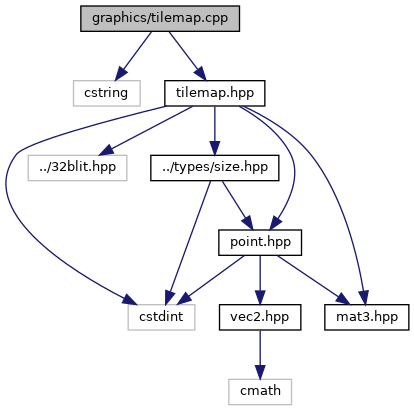 graphics/tilemap.cpp
cstring
tilemap.hpp
../32blit.hpp
../types/size.hpp
point.hpp
cstdint
vec2.hpp
mat3.hpp
cmath